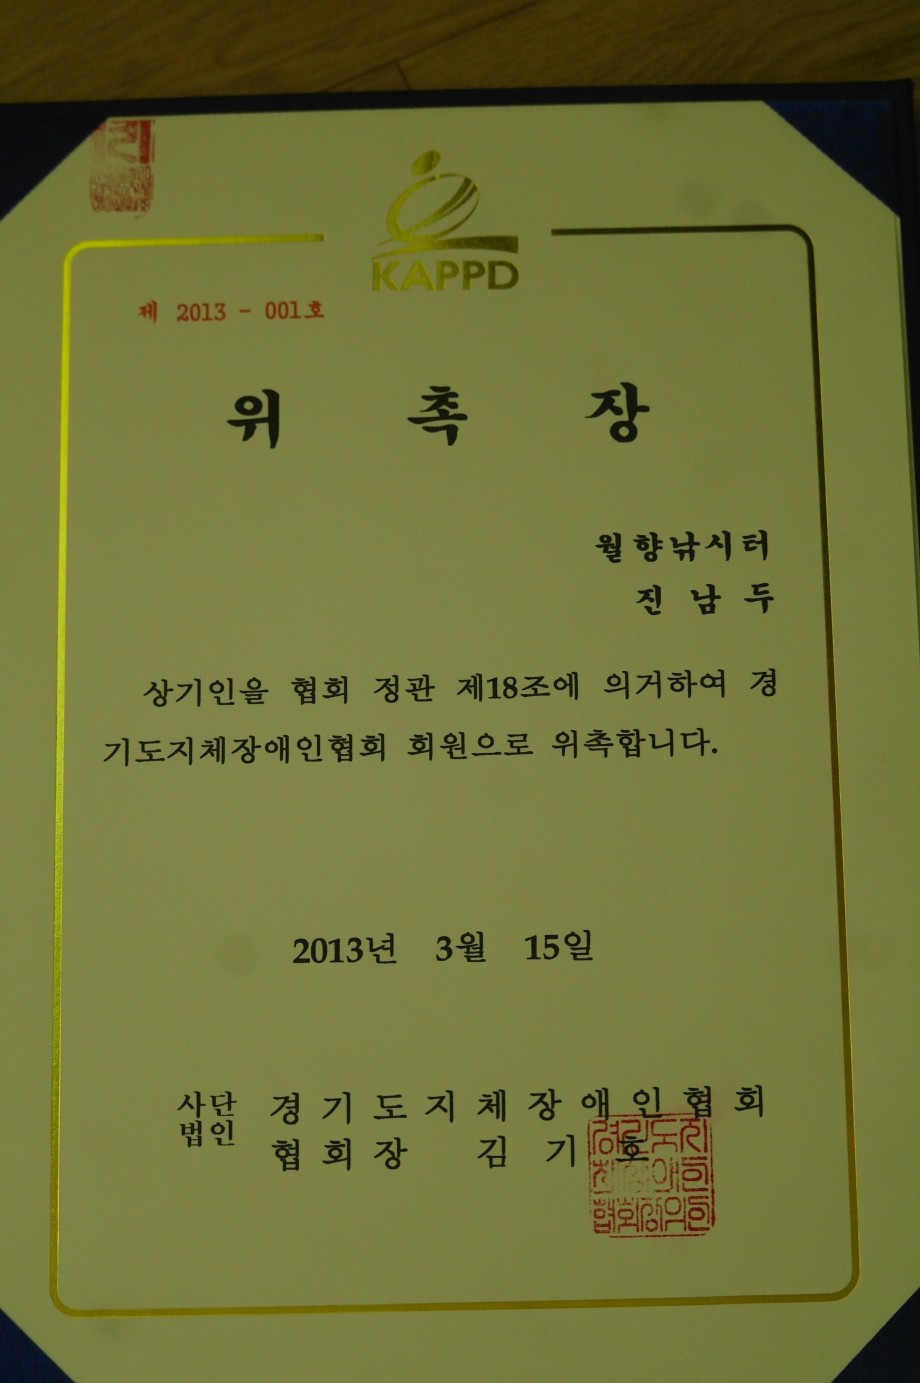 KAPPD
제 2013 - 001호
위 촉 장
월향낚시터
진 남 두
상기인을 협회 정관 제18조에 의거하여 경
기도지체장애인협회 회원으로 위촉합니다.
2013년 3월 15일
사단법인 경기도지체장애인협회
협회장 김기호